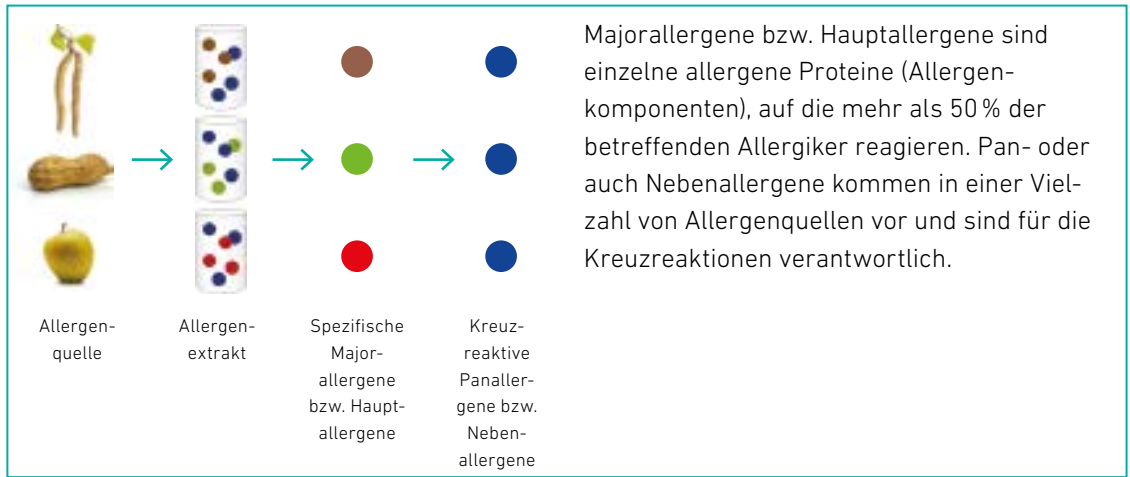 Majorallergene bzw. Hauptallergene sind
einzelne allergene Proteine (Allergen-
komponenten), auf die mehr als 50 % der
betreffenden Allergiker reagieren. Pan- oder
auch Nebenallergene kommen in einer Viel-
zahl von Allergenquellen vor und sind für die
Kreuzreaktionen verantwortlich.
Allergen-
quelle
Allergen-
extrakt
Spezifische
Major-
allergene
bzw. Haupt-
allergene
Kreuz-
reaktive
Panaller-
gene bzw.
Neben-
allergene